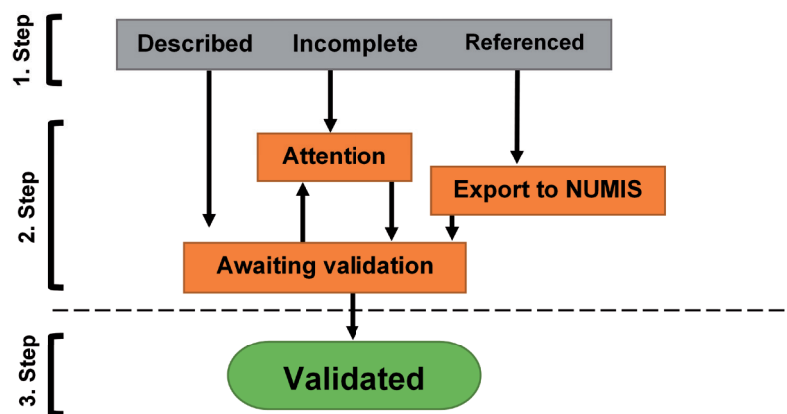 1. Step
Described Incomplete Referenced
2. Step
Attention
Export to NUMIS
Awaiting validation
3. Step
Validated